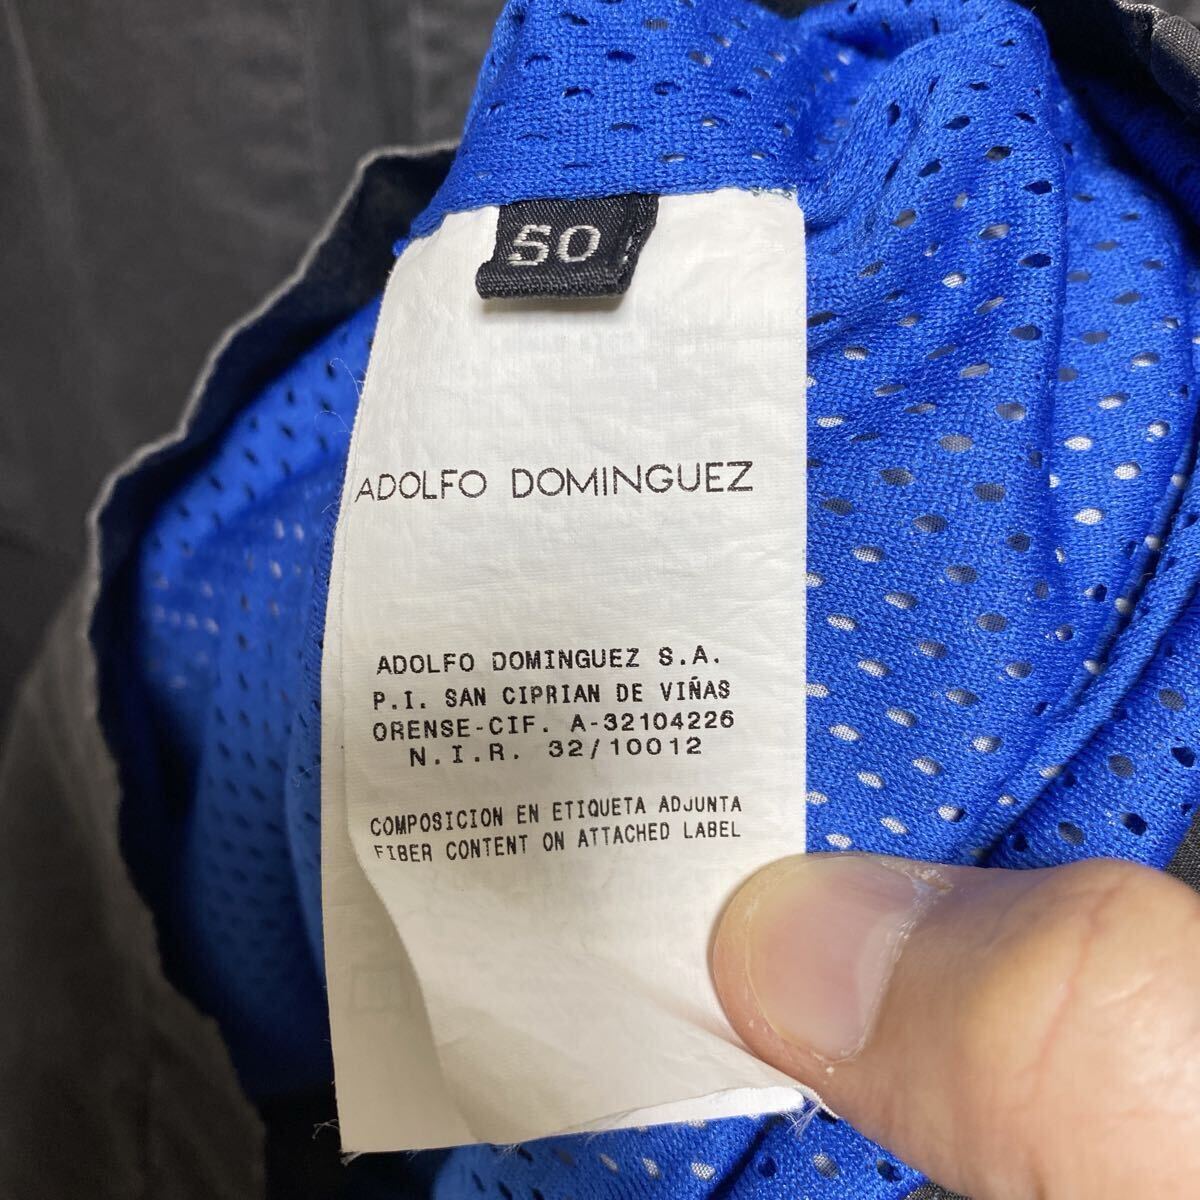 50
ADOLFO DOMINGUEZ
ADOLFO DOMINGUEZ S.A.
P.I. SAN CIPRIAN DE VIÑAS
ORENSE-CIF. A-32104226
N.I.R. 32/10012
COMPOSICION EN ETIQUETA ADJUNTA
FIBER CONTENT ON ATTACHED LABEL